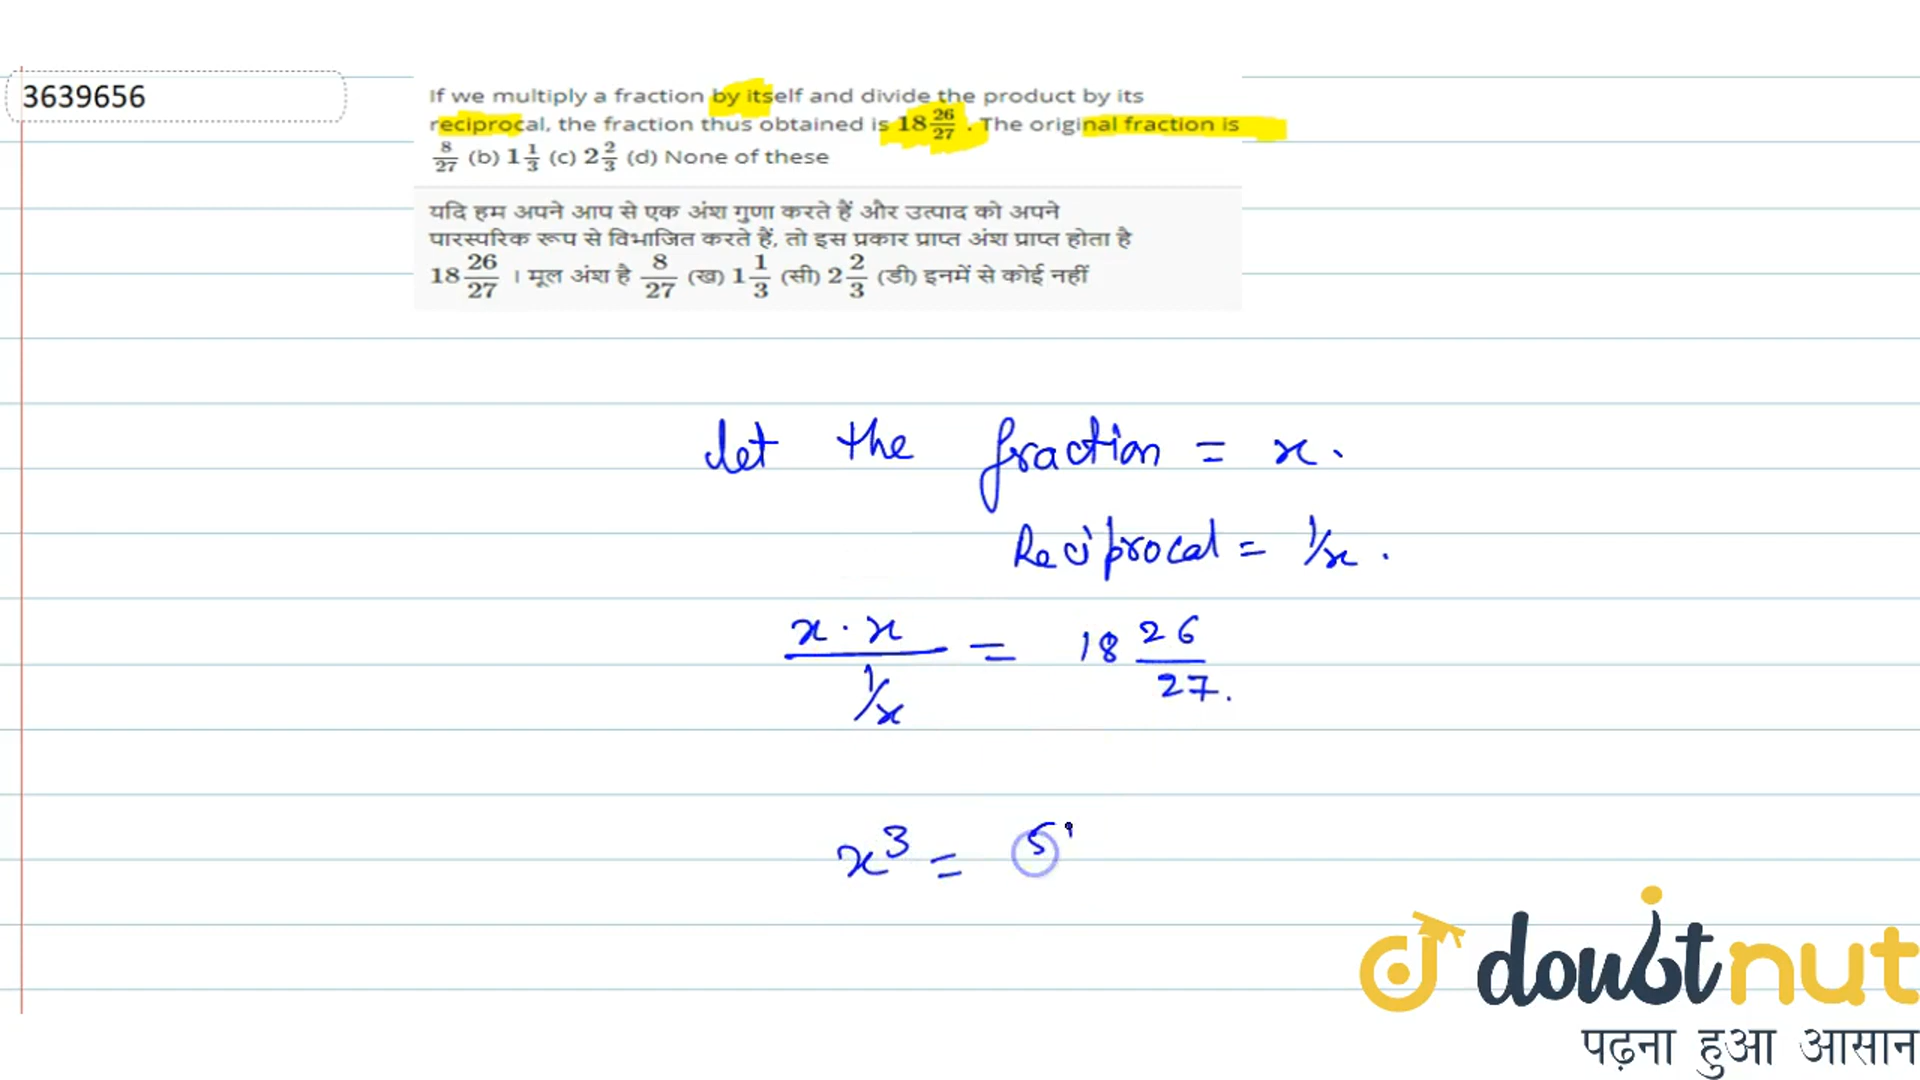 3639656
If we multiply a fraction by itself and divide the product by its
reciprocal, the fraction thus obtained is 18 26/27 . The original fraction is
8/27 (b) 1 1/3 (c) 2 2/3 (d) None of these
यदि हम अपने आप से एक अंश गुणा करते हैं और उत्पाद को अपने
पारस्परिक रूप से विभाजित करते हैं, तो इस प्रकार प्राप्त अंश प्राप्त होता है
18 26/27 । मूल अंश है 8/27 (ख) 1 1/3 (सी) 2 2/3 (डी) इनमें से कोई नहीं
let the fraction = x.
Reciprocal = 1/x .
x · x / 1/x = 18 26/27.
x³ = 5
doubtnut
पढ़ना हुआ आसान